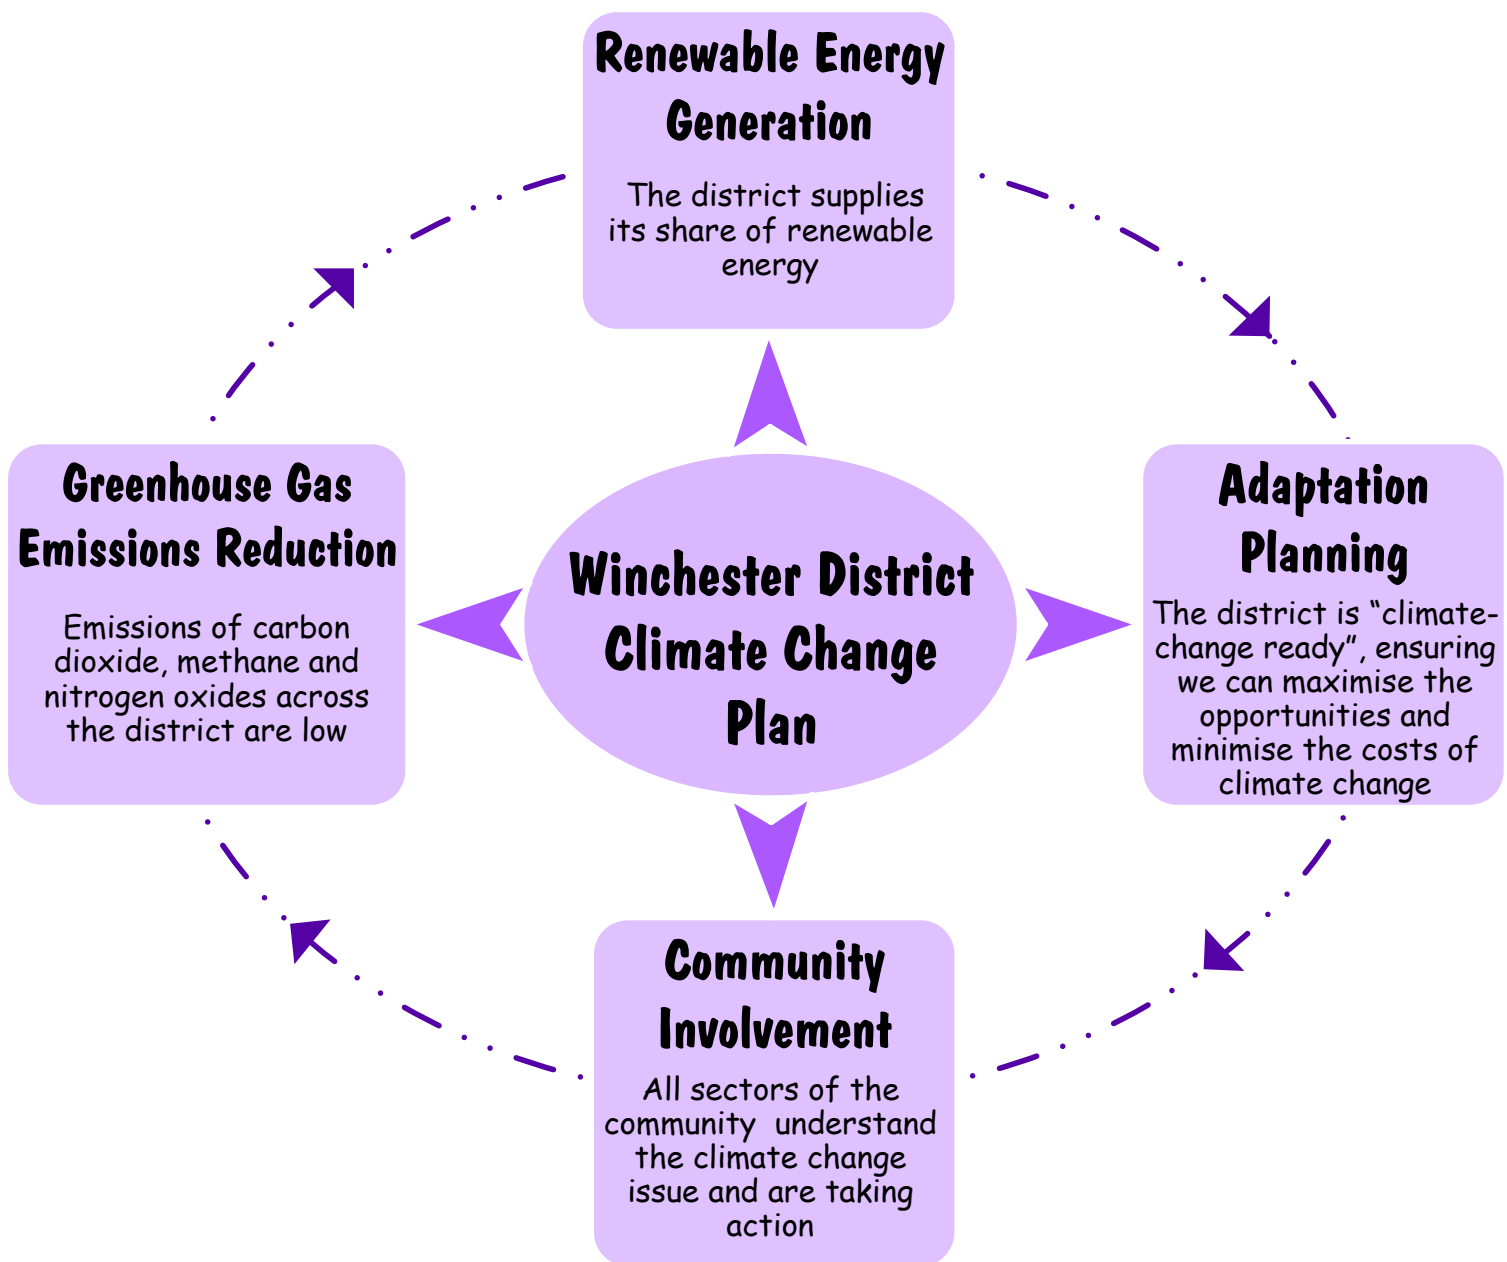 Renewable Energy
Generation
The district supplies
its share of renewable
energy
Greenhouse Gas
Emissions Reduction
Emissions of carbon
dioxide, methane and
nitrogen oxides across
the district are low
Winchester District
Climate Change
Plan
Adaptation
Planning
The district is “climate-
change ready”, ensuring
we can maximise the
opportunities and
minimise the costs of
climate change
Community
Involvement
All sectors of the
community  understand
the climate change
issue and are taking
action